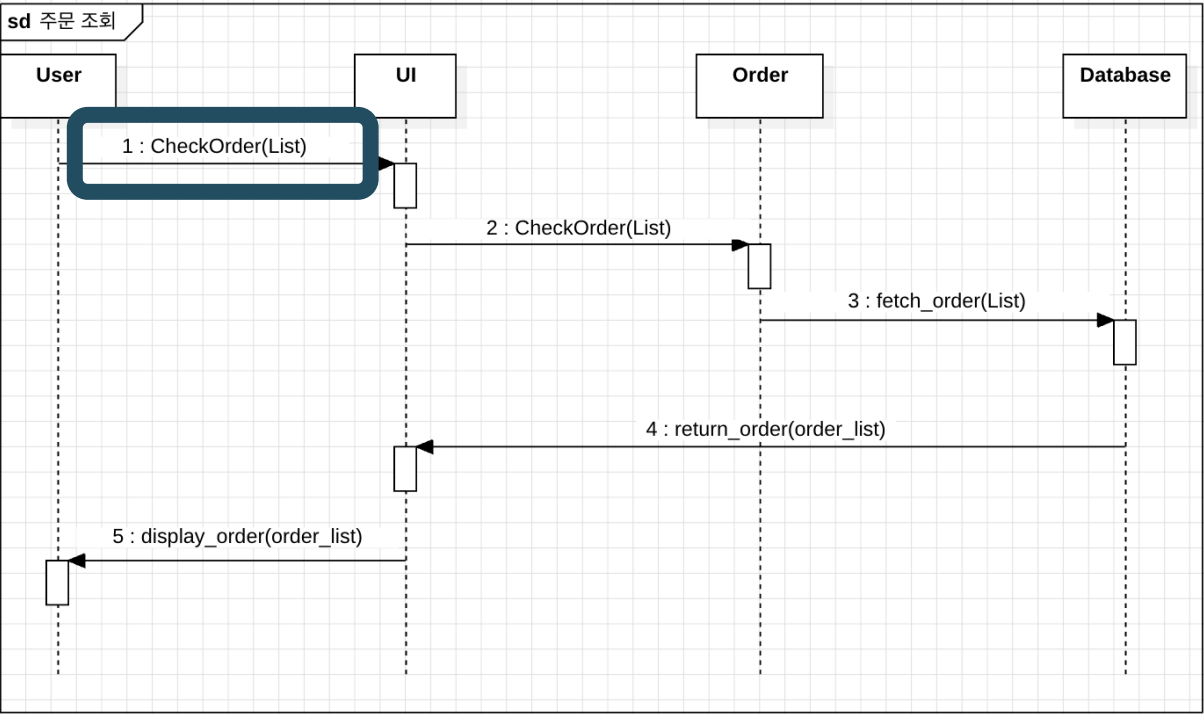 sd 주문 조회
User
UI
Order
Database
1 : CheckOrder(List)
2 : CheckOrder(List)
3 : fetch_order(List)
4 : return_order(order_list)
5 : display_order(order_list)